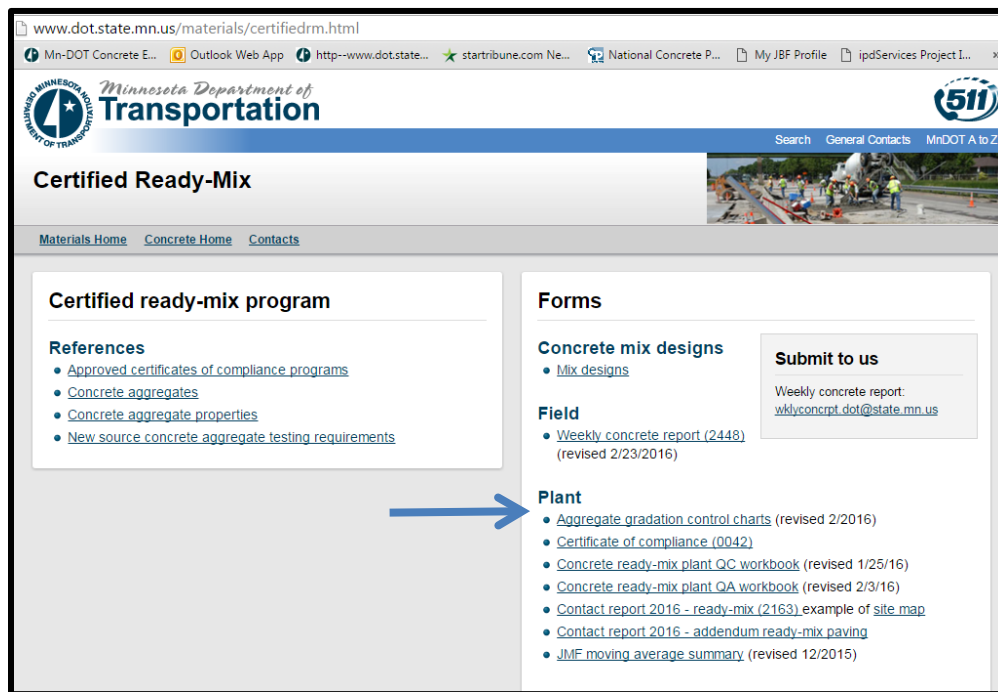 www.dot.state.mn.us/materials/certifiedrm.html
Mn-DOT Concrete E... Outlook Web App http--www.dot.state... startribune.com Ne... National Concrete P... My JBF Profile ipdServices Project I... »
MINNESOTA DEPARTMENT OF TRANSPORTATION
Minnesota Department of
Transportation
511
Search General Contacts MnDOT A to Z
Certified Ready-Mix
Materials Home Concrete Home Contacts
Certified ready-mix program
References
Approved certificates of compliance programs
Concrete aggregates
Concrete aggregate properties
New source concrete aggregate testing requirements
Forms
Concrete mix designs
Mix designs
Submit to us
Weekly concrete report:
wklyconcrpt.dot@state.mn.us
Field
Weekly concrete report (2448)
(revised 2/23/2016)
Plant
Aggregate gradation control charts (revised 2/2016)
Certificate of compliance (0042)
Concrete ready-mix plant QC workbook (revised 1/25/16)
Concrete ready-mix plant QA workbook (revised 2/3/16)
Contact report 2016 - ready-mix (2163) example of site map
Contact report 2016 - addendum ready-mix paving
JMF moving average summary (revised 12/2015)